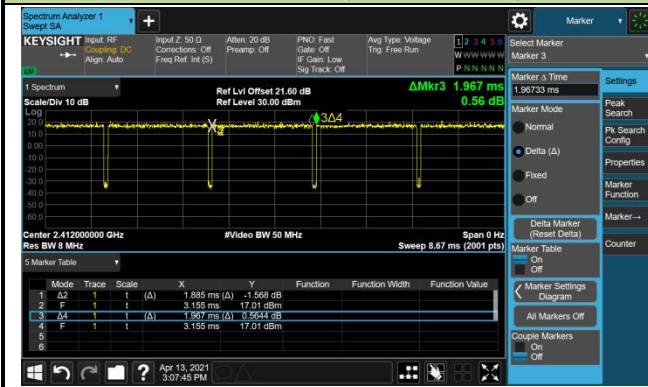 Spectrum Analyzer 1
Swept SA
+
Marker
KEYSIGHT
Input: RF
Coupling: DC
Align: Auto
Input Z: 50 Ω
Corrections: Off
Freq Ref: Int (S)
Atten: 20 dB
Preamp: Off
PNO: Fast
Gate: Off
IF Gain: Low
Sig Track: Off
Avg Type: Voltage
Trig: Free Run
1 2 3 4 5 6
W W W W W W
P N N N N N
Select Marker
Marker 3
1 Spectrum
Scale/Div 10 dB
Ref Lvl Offset 21.60 dB
Ref Level 30.00 dBm
ΔMkr3 1.967 ms
0.56 dB
Log
20.0
10.0
0.00
-10.0
-20.0
-30.0
-40.0
-50.0
-60.0
3Δ4
Center 2.412000000 GHz
Res BW 8 MHz
#Video BW 50 MHz
Span 0 Hz
Sweep 8.67 ms (2001 pts)
5 Marker Table
Mode Trace Scale X Y Function Function Width Function Value
1 Δ2 1 t (Δ) 1.885 ms (Δ) -1.568 dB
2 F 1 t 3.155 ms 17.01 dBm
3 Δ4 1 t (Δ) 1.967 ms (Δ) 0.5644 dB
4 F 1 t 3.155 ms 17.01 dBm
5
6
Marker Δ Time
1.96733 ms
Marker Mode
Normal
Delta (Δ)
Fixed
Off
Delta Marker
(Reset Delta)
Marker Table
On
Off
Marker Settings
Diagram
All Markers Off
Couple Markers
On
Off
Settings
Peak
Search
Pk Search
Config
Properties
Marker
Function
Marker→
Counter
?
Apr 13, 2021
3:07:45 PM